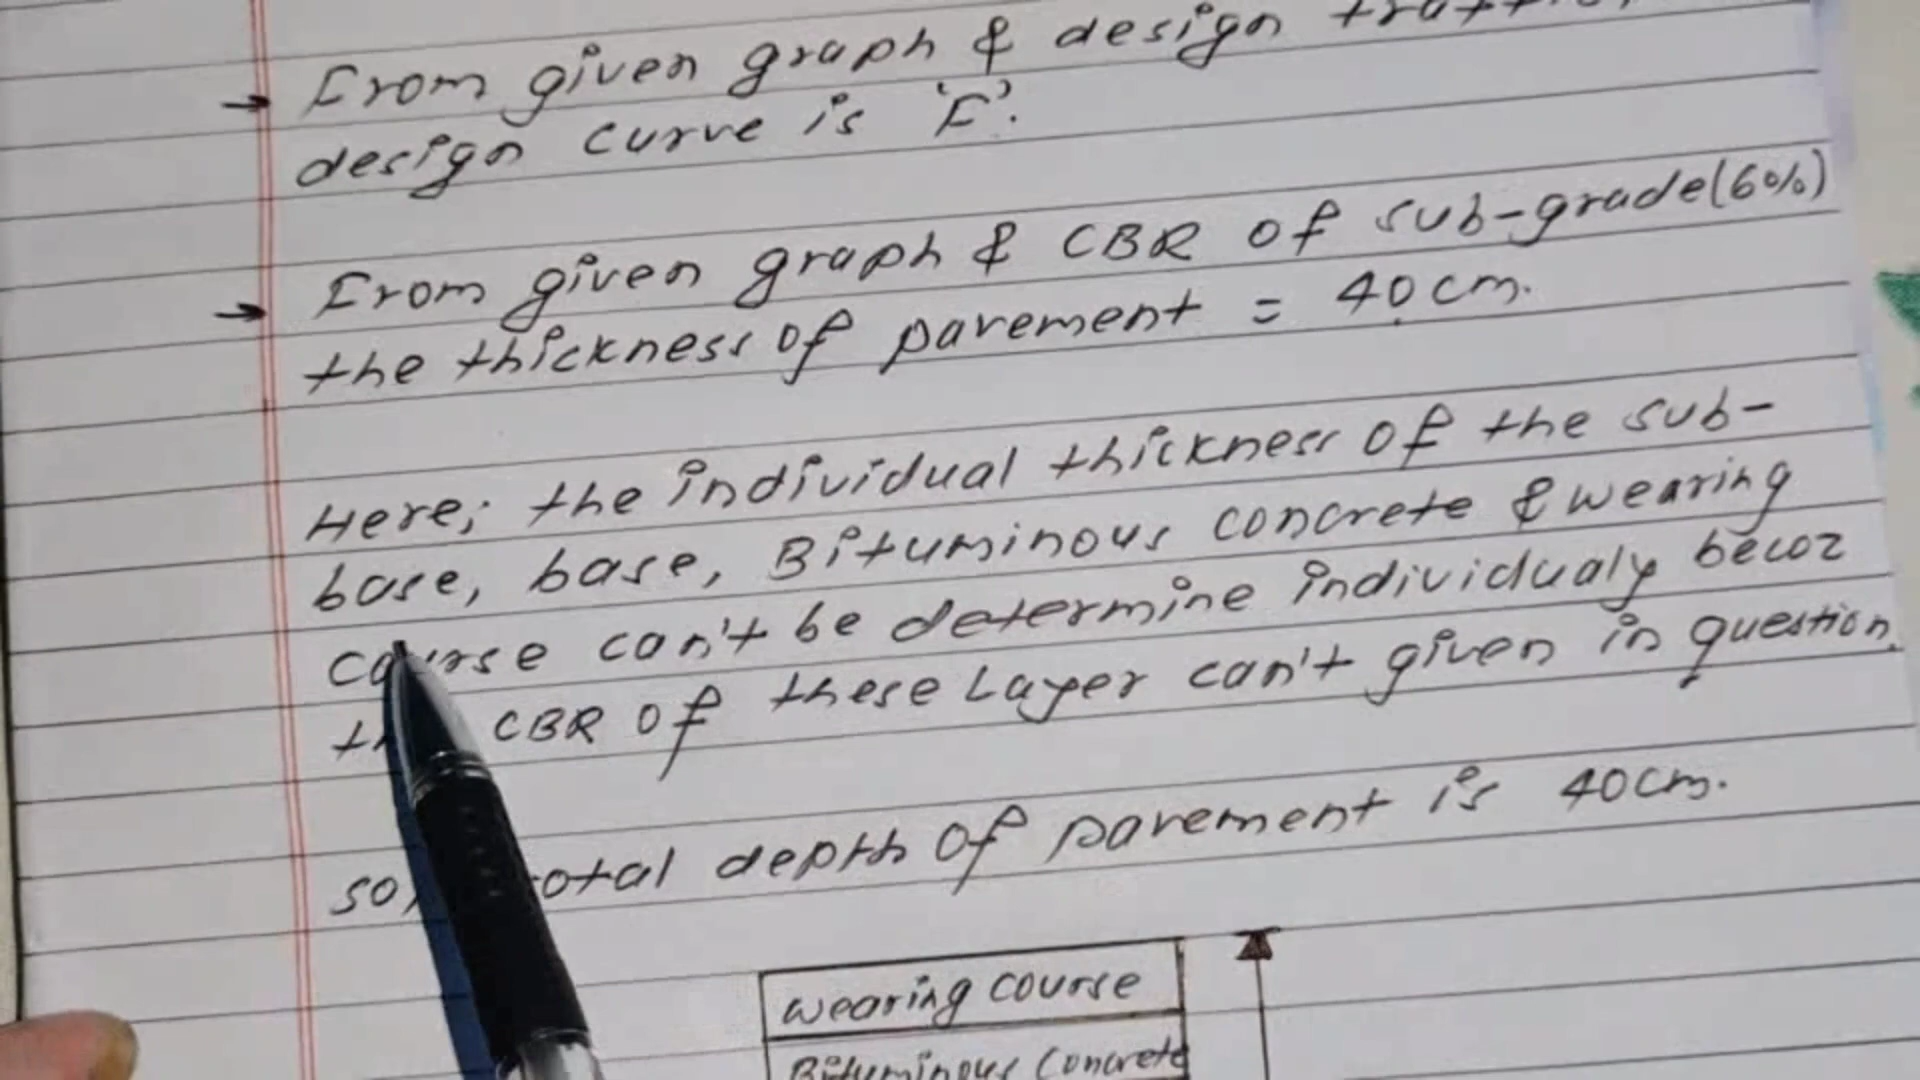 → From given graph & design traffic,
design curve is 'F'.
→ From given graph & CBR of sub-grade(6%)
the thickness of pavement = 40cm.
Here; the individual thickness of the sub-
base, base, Bituminous concrete & wearing
course can't be determine individualy becoz
CBR of these Layer can't given in question.
so, total depth of pavement is 40cm.
wearing course
Bituminous Concrete